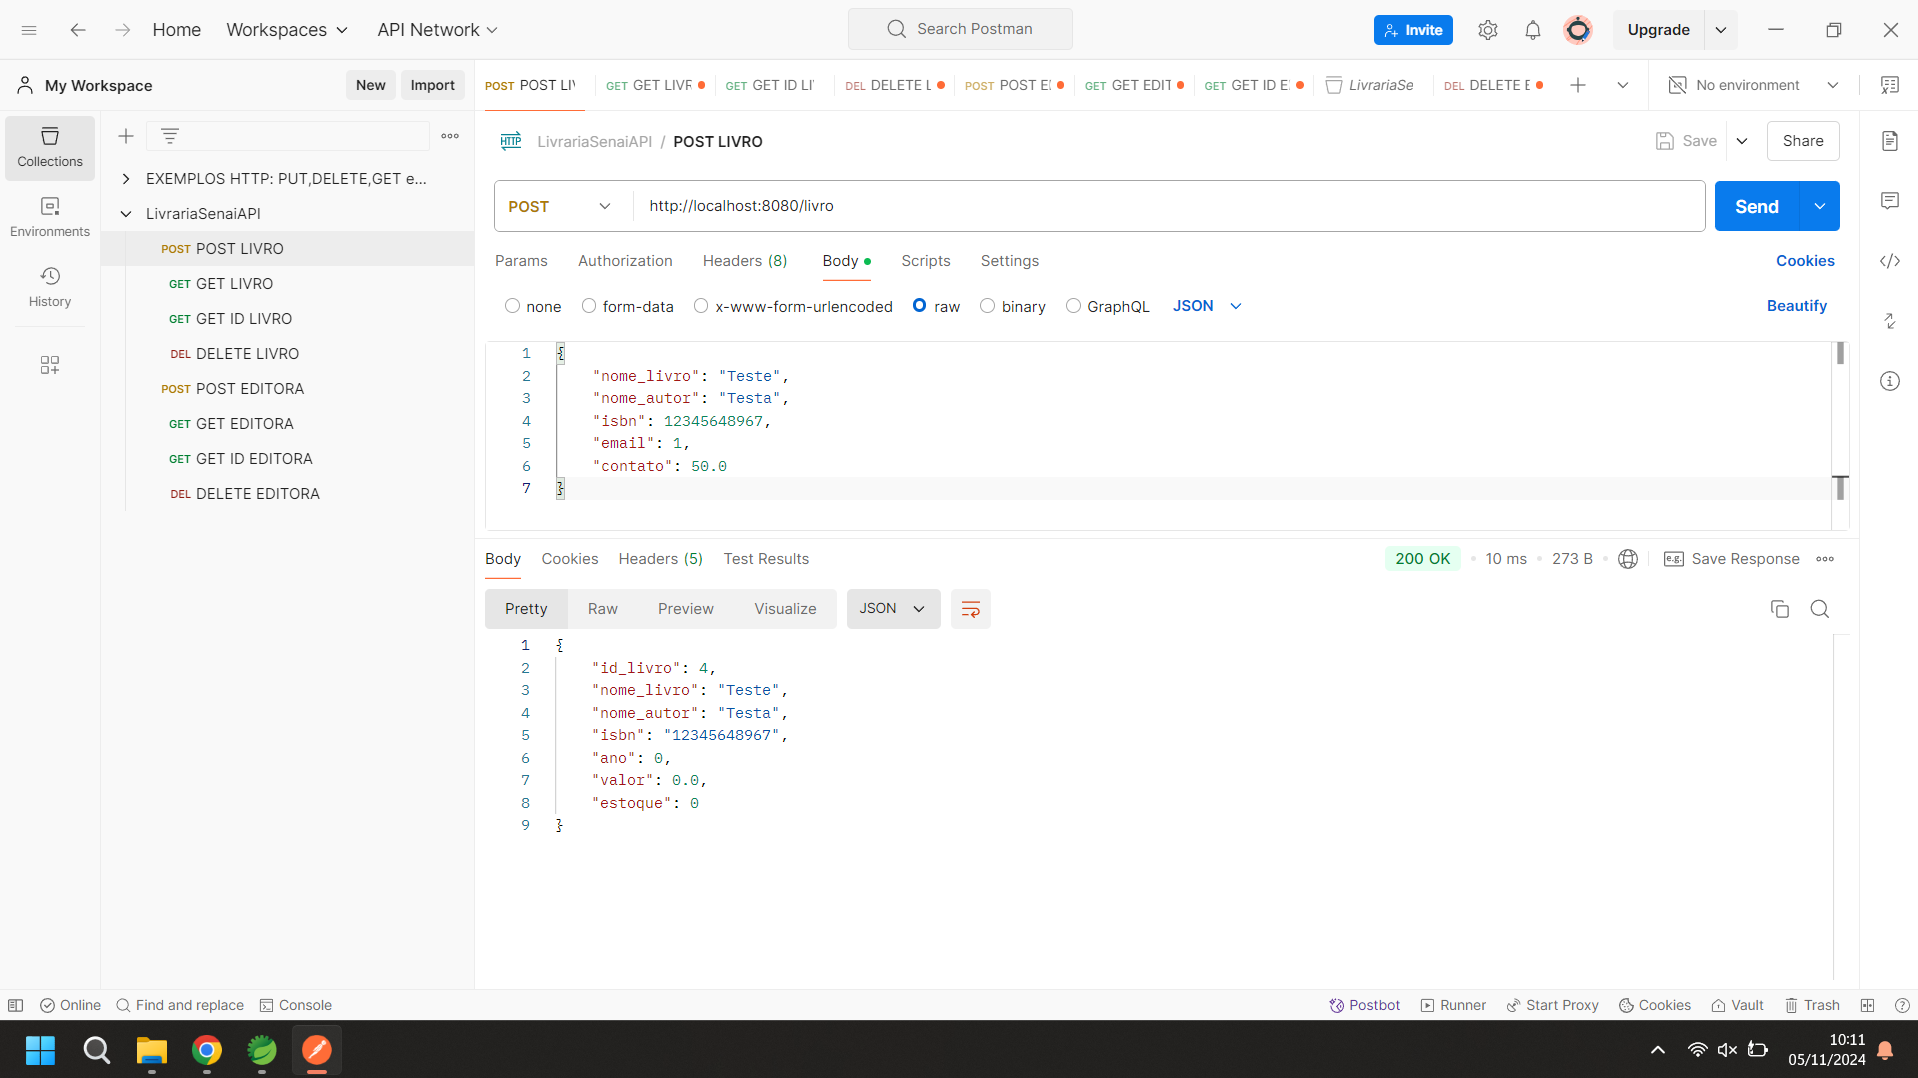 Home
Workspaces
API Network
Search Postman
Invite
Upgrade
My Workspace
New
Import
POST POST LIV
GET GET LIVR
GET GET ID LI
DEL DELETE L
POST POST E
GET GET EDIT
GET GET ID E
LivrariaSe
DEL DELETE E
No environment
Collections
Environments
History
EXEMPLOS HTTP: PUT,DELETE,GET e...
LivrariaSenaiAPI
POST POST LIVRO
GET GET LIVRO
GET GET ID LIVRO
DEL DELETE LIVRO
POST POST EDITORA
GET GET EDITORA
GET GET ID EDITORA
DEL DELETE EDITORA
HTTP LivrariaSenaiAPI / POST LIVRO
Save
Share
POST
http://localhost:8080/livro
Send
Params
Authorization
Headers (8)
Body
Scripts
Settings
Cookies
none
form-data
x-www-form-urlencoded
raw
binary
GraphQL
JSON
Beautify
1 {
2 "nome_livro": "Teste",
3 "nome_autor": "Testa",
4 "isbn": 12345648967,
5 "email": 1,
6 "contato": 50.0
7 }
Body
Cookies
Headers (5)
Test Results
200 OK
10 ms
273 B
e.g. Save Response
Pretty
Raw
Preview
Visualize
JSON
1 {
2 "id_livro": 4,
3 "nome_livro": "Teste",
4 "nome_autor": "Testa",
5 "isbn": "12345648967",
6 "ano": 0,
7 "valor": 0.0,
8 "estoque": 0
9 }
Online
Find and replace
Console
Postbot
Runner
Start Proxy
Cookies
Vault
Trash
10:11
05/11/2024